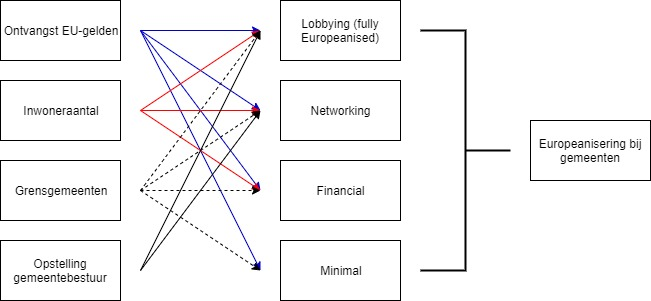 Ontvangst EU-gelden
Lobbying (fully
Europeanised)
Inwoneraantal
Networking
Europeanisering bij
gemeenten
Grensgemeenten
Financial
Opstelling
gemeentebestuur
Minimal